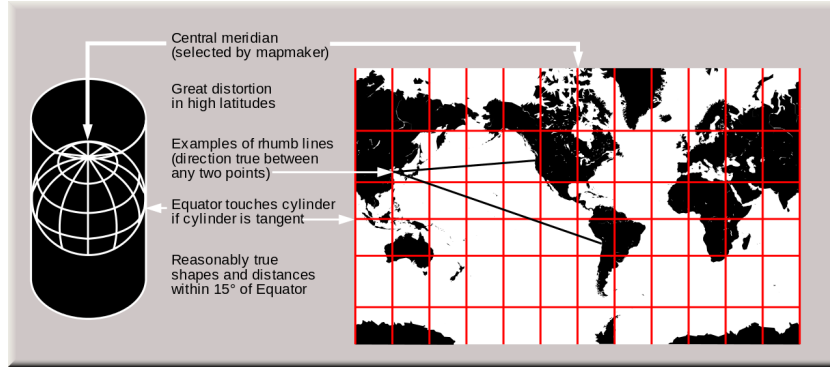 Central meridian
(selected by mapmaker)
Great distortion
in high latitudes
Examples of rhumb lines
(direction true between
any two points)
Equator touches cylinder
if cylinder is tangent
Reasonably true
shapes and distances
within 15° of Equator